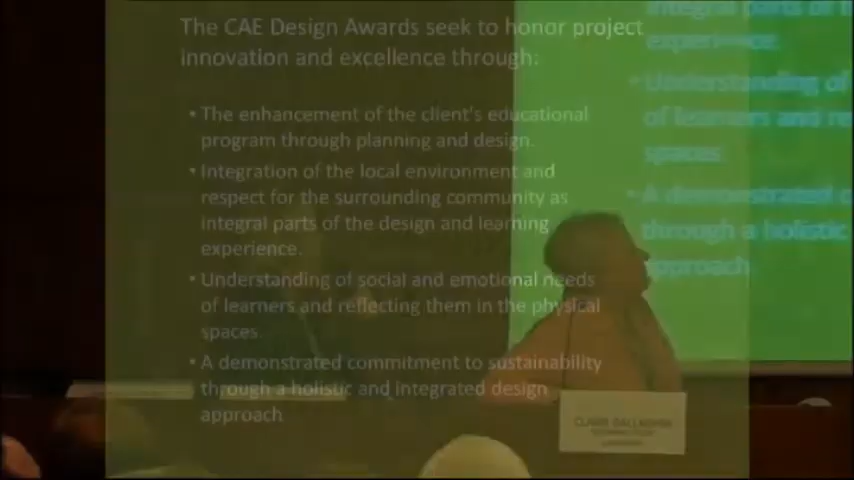 The CAE Design Awards seek to honor project
innovation and excellence through:
• The enhancement of the client's educational
program through planning and design.
• Integration of the local environment and
respect for the surrounding community as
integral parts of the design and learning
experience.
• Understanding of social and emotional needs
of learners and reflecting them in the physical
spaces.
• A demonstrated commitment to sustainability
through a holistic and integrated design
approach
integral parts of
experience.
• Understanding of
of learners and
spaces
• A demonstrated
through a holistic
approach